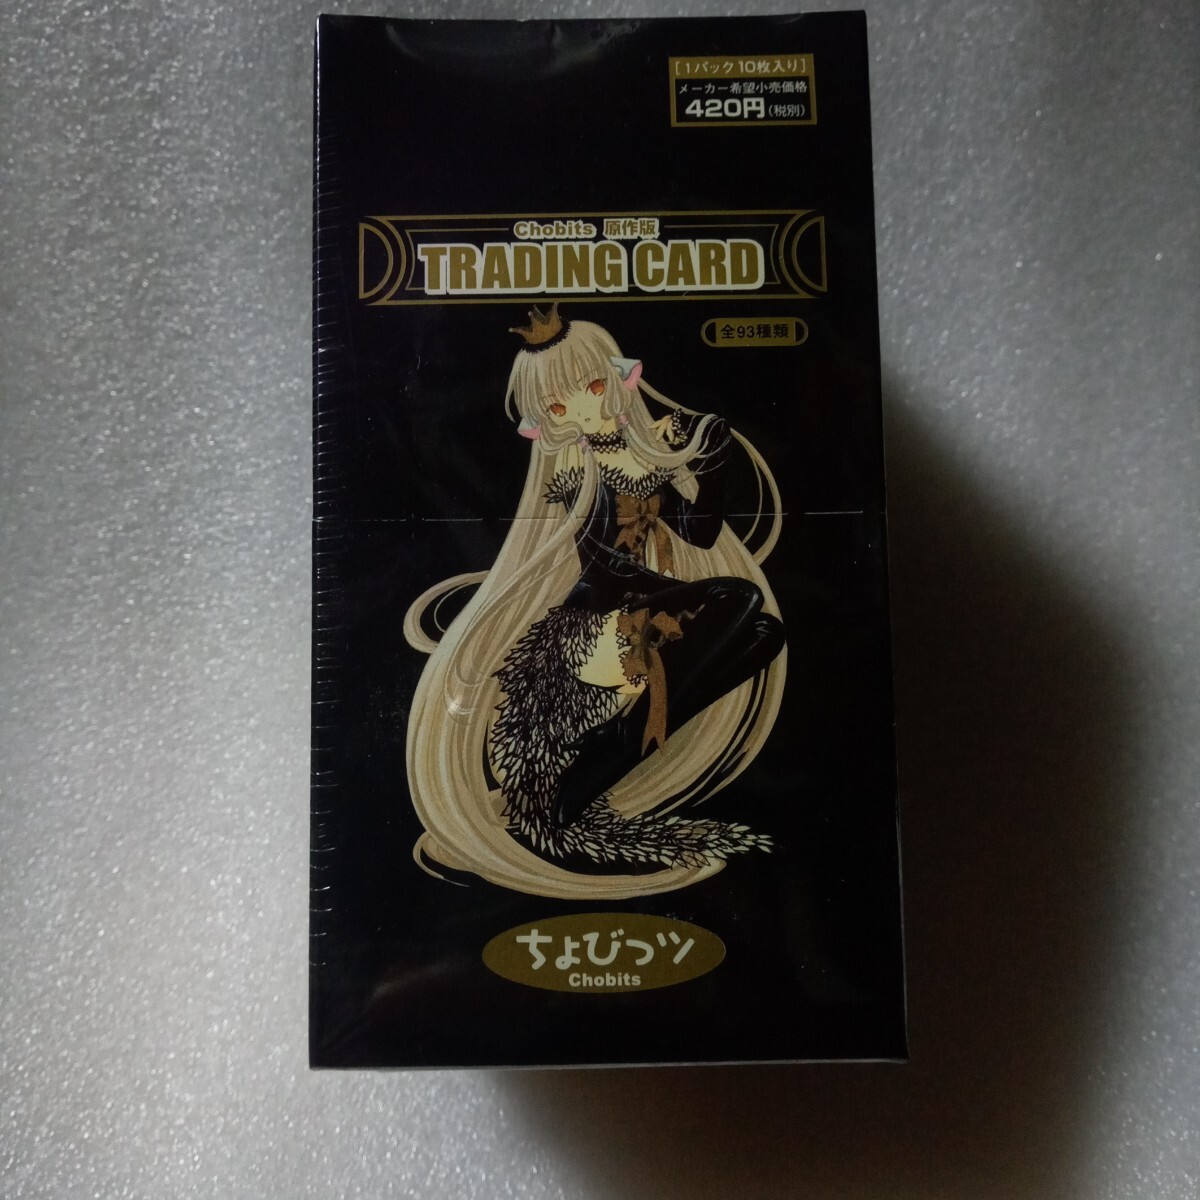 [1パック10枚入り]
メーカー希望小売価格
420円(税別)
Chobits 原作版
TRADING CARD
全93種類
ちょびっツ
Chobits